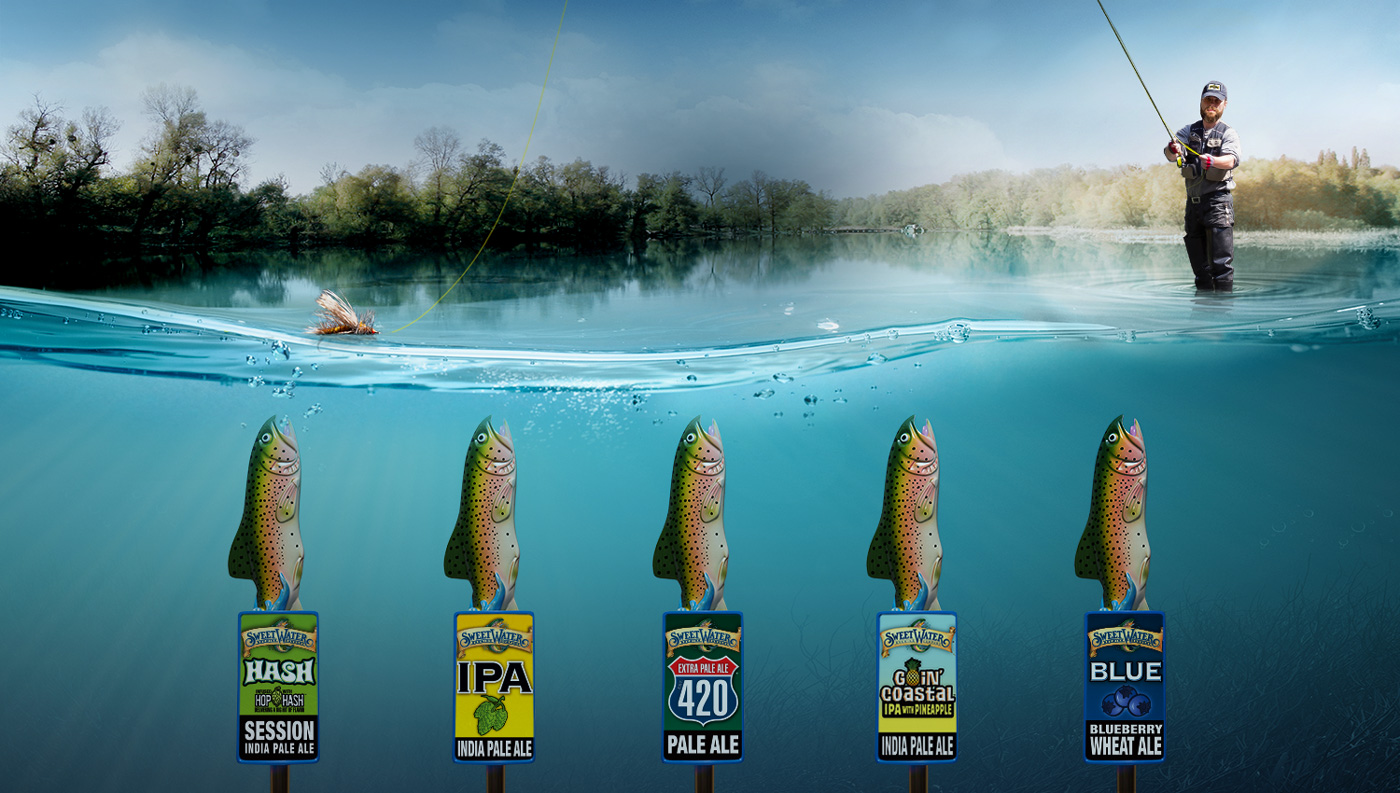 SWEETWATER
HASH
HOP HASH
SESSION
INDIA PALE ALE
SWEETWATER
IPA
INDIA PALE ALE
SWEETWATER
EXTRA PALE ALE
420
PALE ALE
SWEETWATER
GOIN'
COASTAL
IPA WITH PINEAPPLE
INDIA PALE ALE
SWEETWATER
BLUE
BLUEBERRY
WHEAT ALE